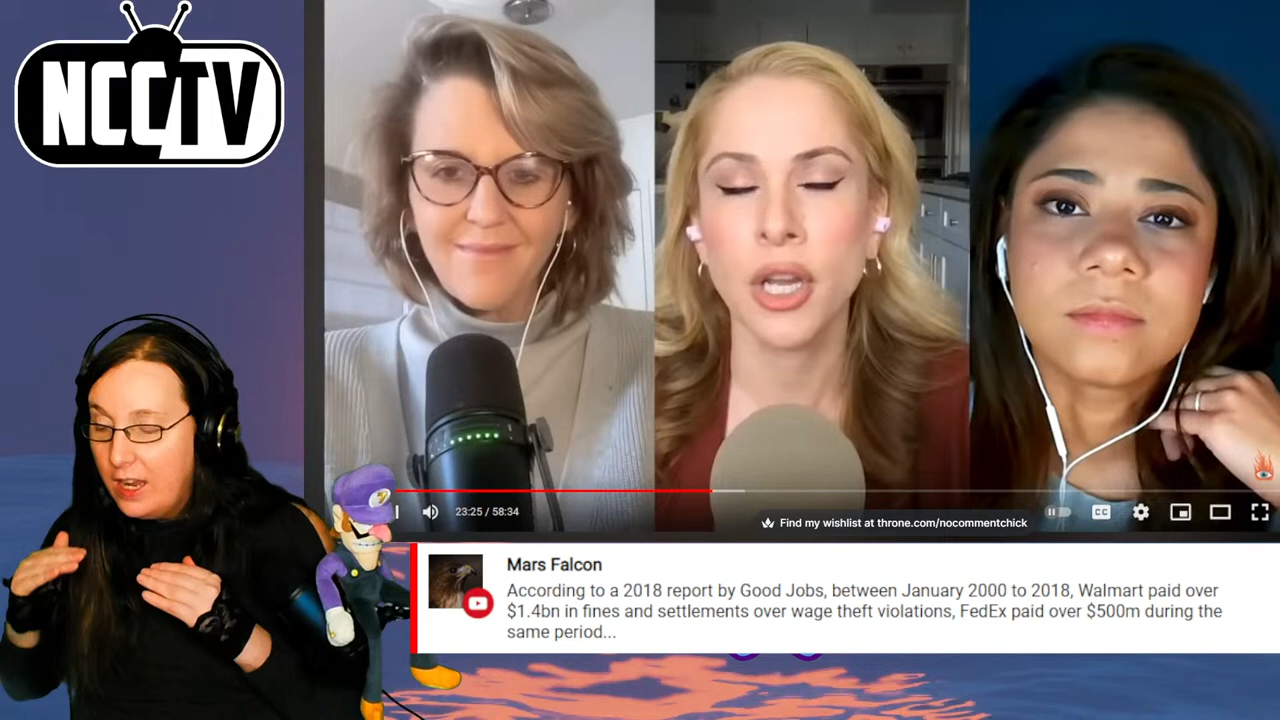 NCCTV
23:25 / 58:34
CC
Find my wishlist at throne.com/nocommentchick
Mars Falcon
According to a 2018 report by Good Jobs, between January 2000 to 2018, Walmart paid over
$1.4bn in fines and settlements over wage theft violations, FedEx paid over $500m during the
same period...